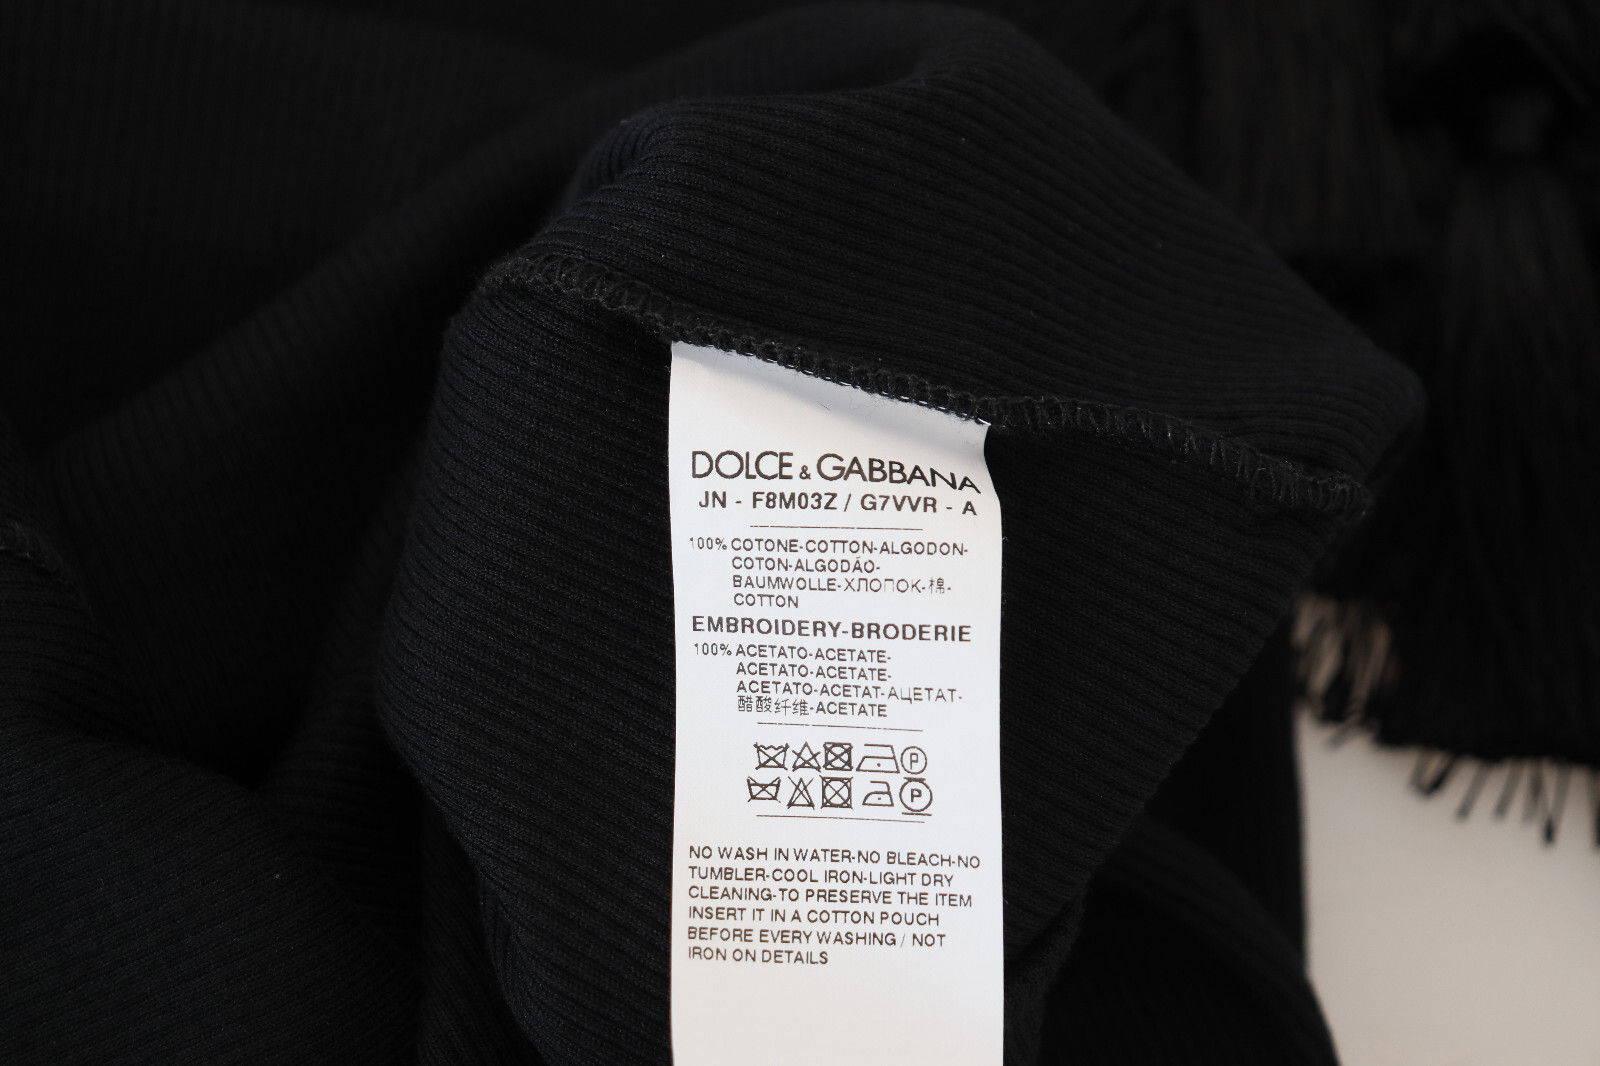 DOLCE & GABBANA
JN - F8M03Z / G7VVR - A
100% COTONE-COTTON-ALGODON-
COTON-ALGODÃO-
BAUMWOLLE-ХЛОПОК-棉-
COTTON
EMBROIDERY-BRODERIE
100% ACETATO-ACETATE-
ACETATO-ACETATE-
ACETATO-ACETAT-АЦЕТАТ-
醋酸纤维-ACETATE
P
P
NO WASH IN WATER-NO BLEACH-NO
TUMBLER-COOL IRON-LIGHT DRY
CLEANING-TO PRESERVE THE ITEM
INSERT IT IN A COTTON POUCH
BEFORE EVERY WASHING / NOT
IRON ON DETAILS